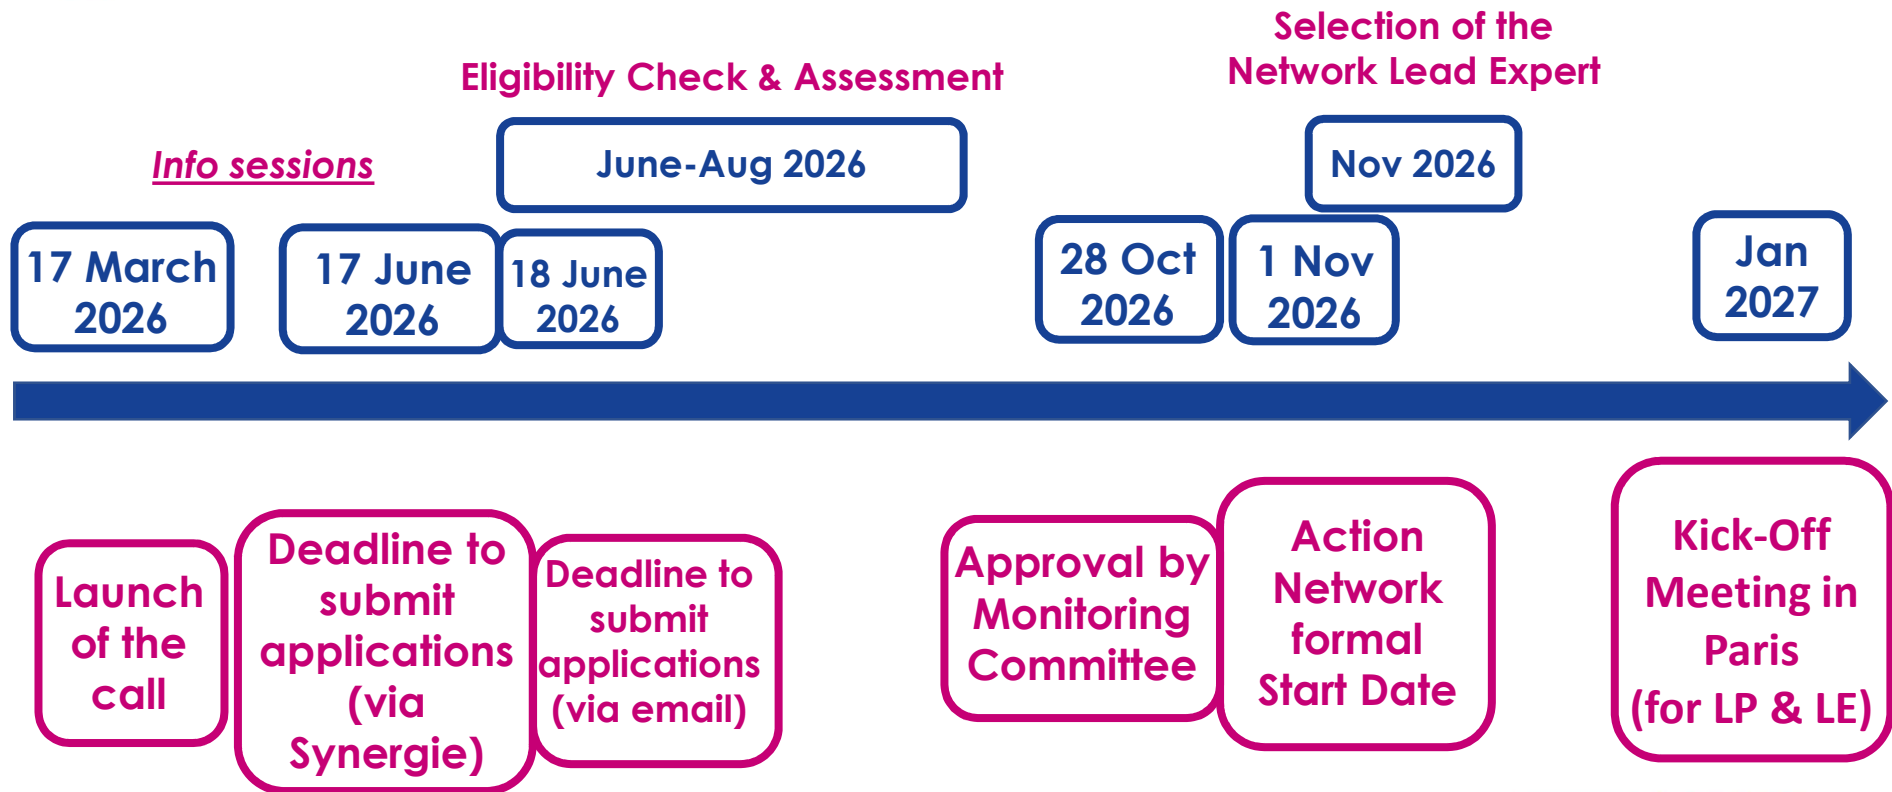 Selection of the
Network Lead Expert
Eligibility Check & Assessment
Info sessions
June-Aug 2026
Nov 2026
17 March
2026
17 June
2026
18 June
2026
28 Oct
2026
1 Nov
2026
Jan
2027
Launch
of the
call
Deadline to
submit
applications
(via
Synergie)
Deadline to
submit
applications
(via email)
Approval by
Monitoring
Committee
Action
Network
formal
Start Date
Kick-Off
Meeting in
Paris
(for LP & LE)